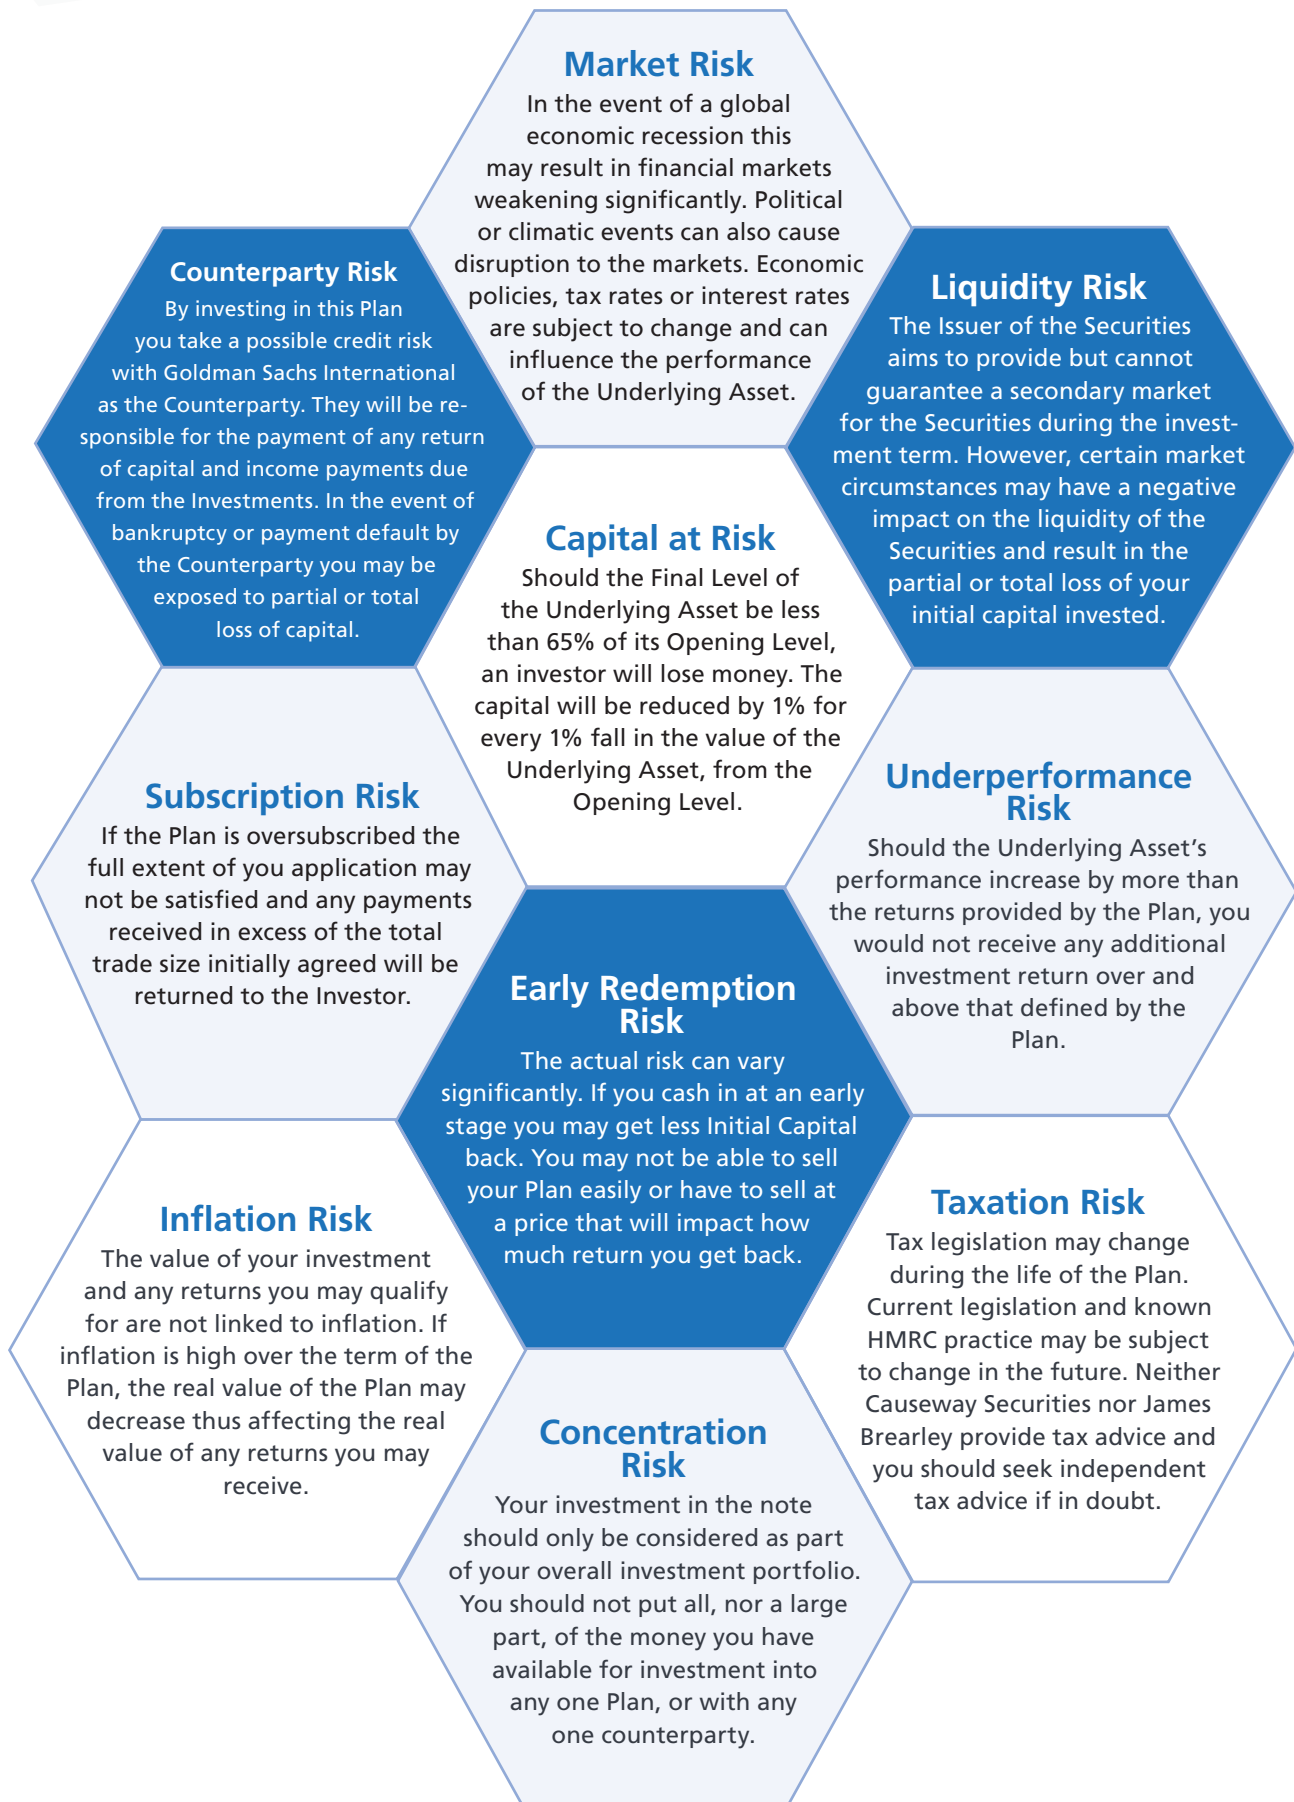 Market Risk
In the event of a global
economic recession this
may result in financial markets
weakening significantly. Political
or climatic events can also cause
disruption to the markets. Economic
policies, tax rates or interest rates
are subject to change and can
influence the performance
of the Underlying Asset.
Counterparty Risk
By investing in this Plan
you take a possible credit risk
with Goldman Sachs International
as the Counterparty. They will be re-
sponsible for the payment of any return
of capital and income payments due
from the Investments. In the event of
bankruptcy or payment default by
the Counterparty you may be
exposed to partial or total
loss of capital.
Liquidity Risk
The Issuer of the Securities
aims to provide but cannot
guarantee a secondary market
for the Securities during the invest-
ment term. However, certain market
circumstances may have a negative
impact on the liquidity of the
Securities and result in the
partial or total loss of your
initial capital invested.
Capital at Risk
Should the Final Level of
the Underlying Asset be less
than 65% of its Opening Level,
an investor will lose money. The
capital will be reduced by 1% for
every 1% fall in the value of the
Underlying Asset, from the
Opening Level.
Subscription Risk
If the Plan is oversubscribed the
full extent of you application may
not be satisfied and any payments
received in excess of the total
trade size initially agreed will be
returned to the Investor.
Underperformance
Risk
Should the Underlying Asset's
performance increase by more than
the returns provided by the Plan, you
would not receive any additional
investment return over and
above that defined by the
Plan.
Early Redemption
Risk
The actual risk can vary
significantly. If you cash in at an early
stage you may get less Initial Capital
back. You may not be able to sell
your Plan easily or have to sell at
a price that will impact how
much return you get back.
Inflation Risk
The value of your investment
and any returns you may qualify
for are not linked to inflation. If
inflation is high over the term of the
Plan, the real value of the Plan may
decrease thus affecting the real
value of any returns you may
receive.
Taxation Risk
Tax legislation may change
during the life of the Plan.
Current legislation and known
HMRC practice may be subject
to change in the future. Neither
Causeway Securities nor James
Brearley provide tax advice and
you should seek independent
tax advice if in doubt.
Concentration
Risk
Your investment in the note
should only be considered as part
of your overall investment portfolio.
You should not put all, nor a large
part, of the money you have
available for investment into
any one Plan, or with any
one counterparty.